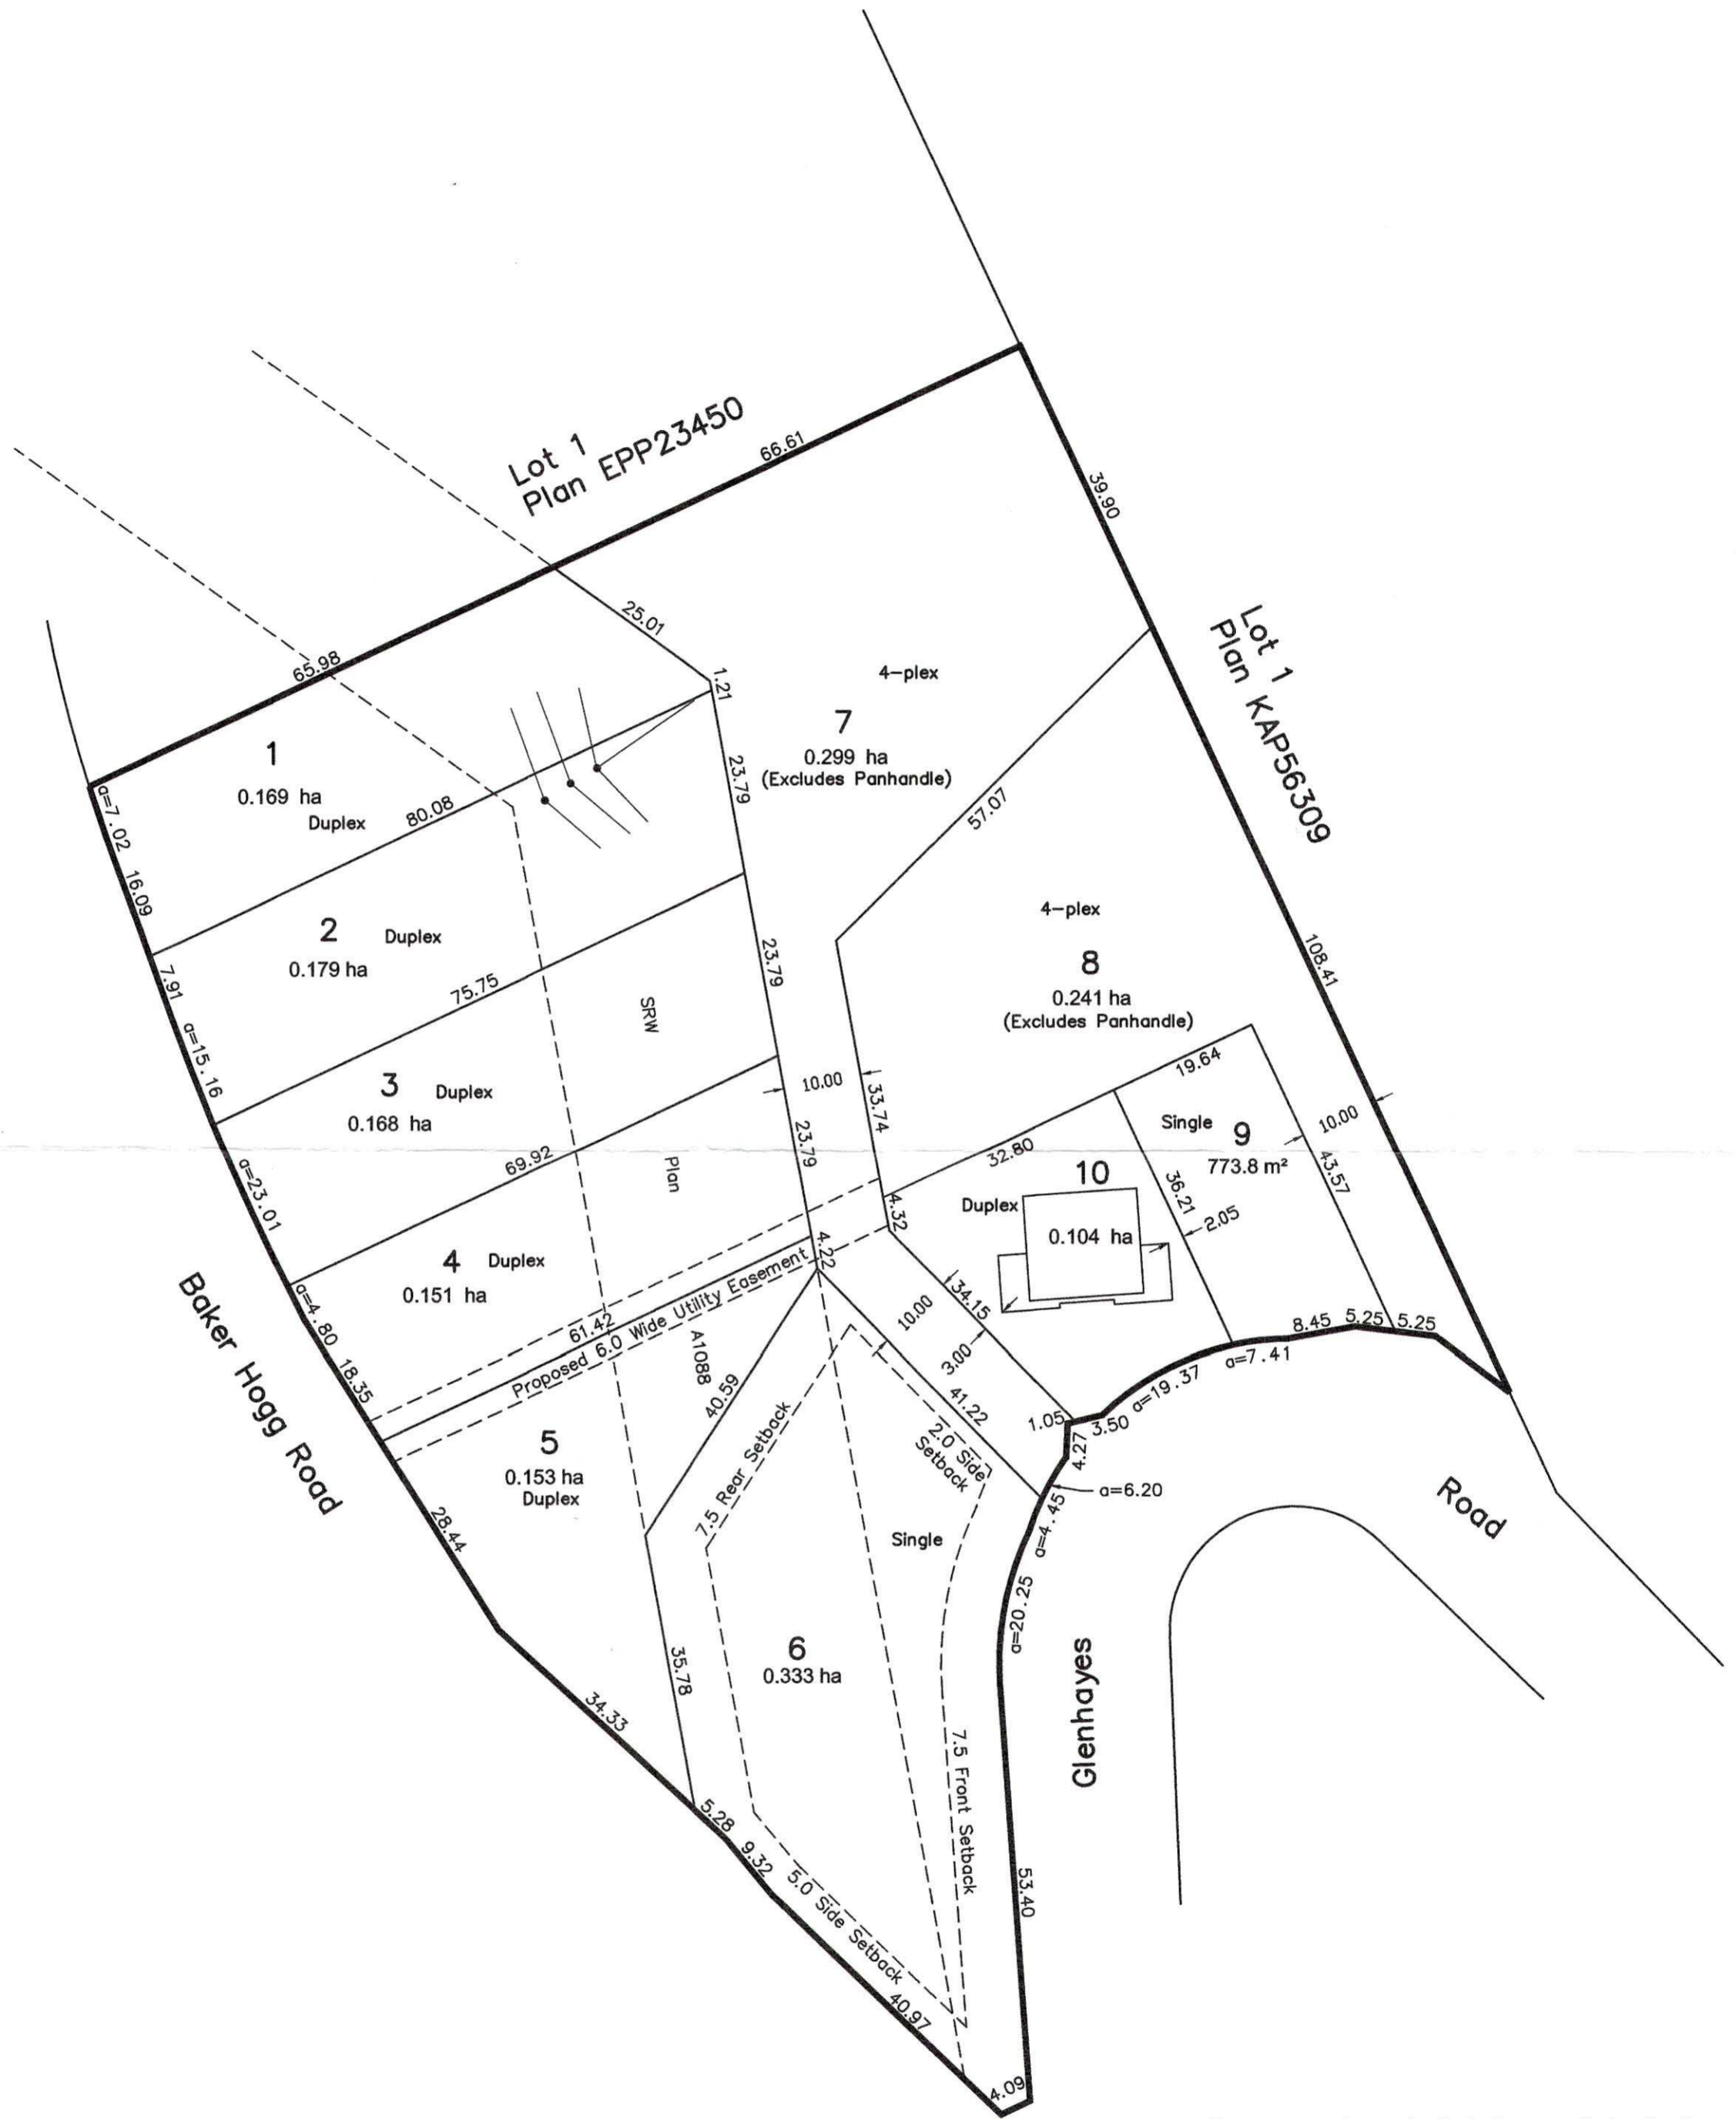 Lot 1
Plan EPP23450
66.61
39.90
65.98
25.01
1.21
Lot 1
Plan KAP56309
4-plex
7
0.299 ha
(Excludes Panhandle)
1
0.169 ha
Duplex
a=7.02
80.08
23.79
57.07
16.09
2
Duplex
0.179 ha
4-plex
8
0.241 ha
(Excludes Panhandle)
108.41
7.91
75.75
23.79
SRW
a=15.16
3
Duplex
0.168 ha
10.00
33.74
19.64
10.00
Single
9
773.8 m²
43.57
a=23.01
69.92
Plan
23.79
32.80
10
Duplex
0.104 ha
36.21
2.05
4.32
4
Duplex
0.151 ha
4.22
a=4.80
61.42
Proposed 6.0 Wide Utility Easement
A1088
34.15
10.00
3.00
8.45
5.25
5.25
a=7.41
a=19.37
Baker Hogg Road
18.35
40.59
41.22
1.05
3.50
4.27
a=6.20
5
0.153 ha
Duplex
7.5 Rear Setback
2.0 Side
Setback
Road
28.44
Single
a=4.45
a=20.25
6
0.333 ha
35.78
34.33
Glenhayes
7.5 Front Setback
5.28
9.32
5.0 Side Setback
53.40
40.97
4.09